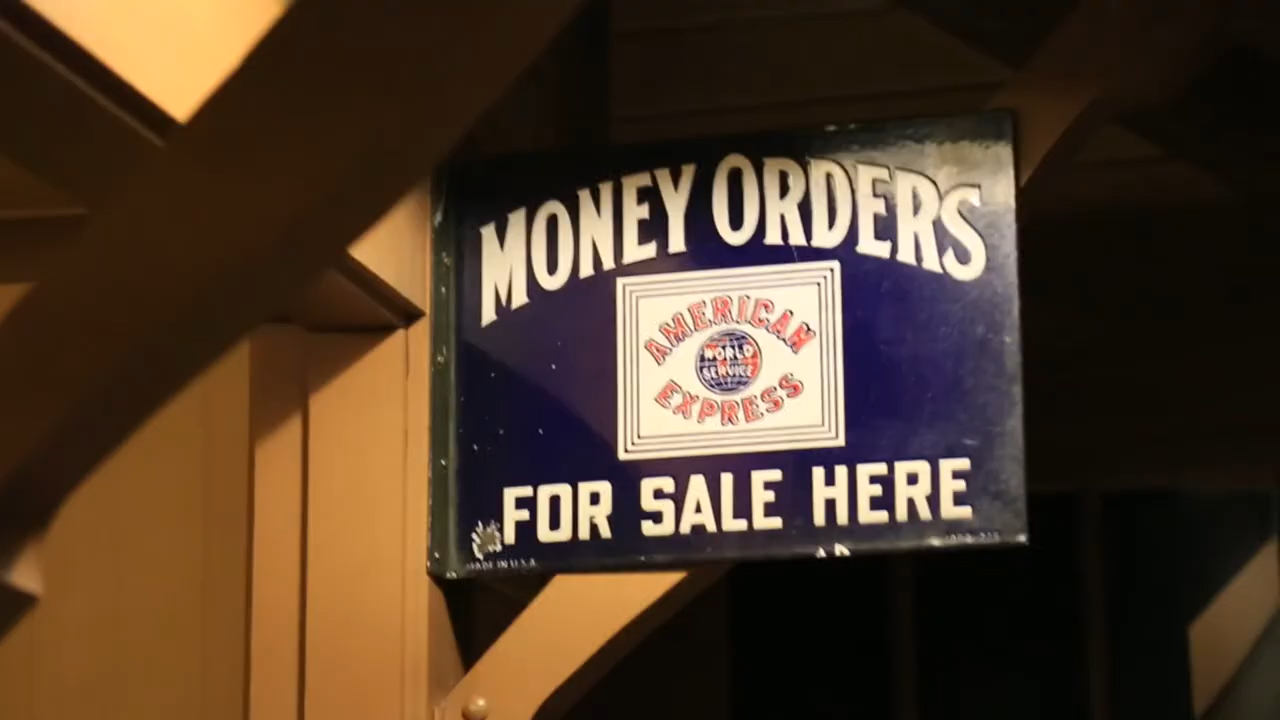 MONEY ORDERS
AMERICAN
WORLD
SERVICE
EXPRESS
FOR SALE HERE
MADE IN U.S.A.